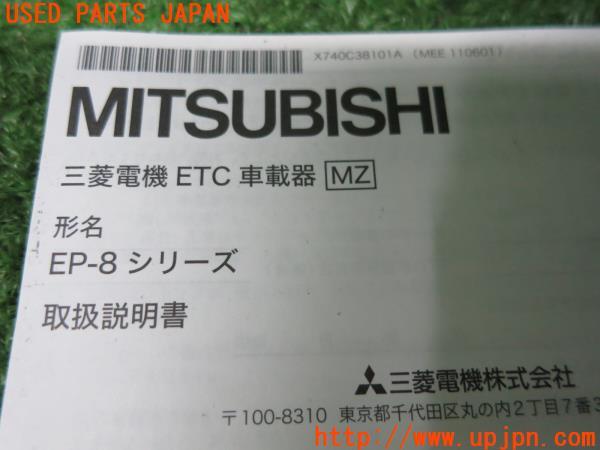 USED PARTS JAPAN
X740C38101A (MEE 110601)
MITSUBISHI
三菱電機 ETC 車載器 MZ
形名
EP-8 シリーズ
取扱説明書
三菱電機株式会社
〒100-8310 東京都千代田区丸の内2丁目7番3
https://www.upjpn.com/